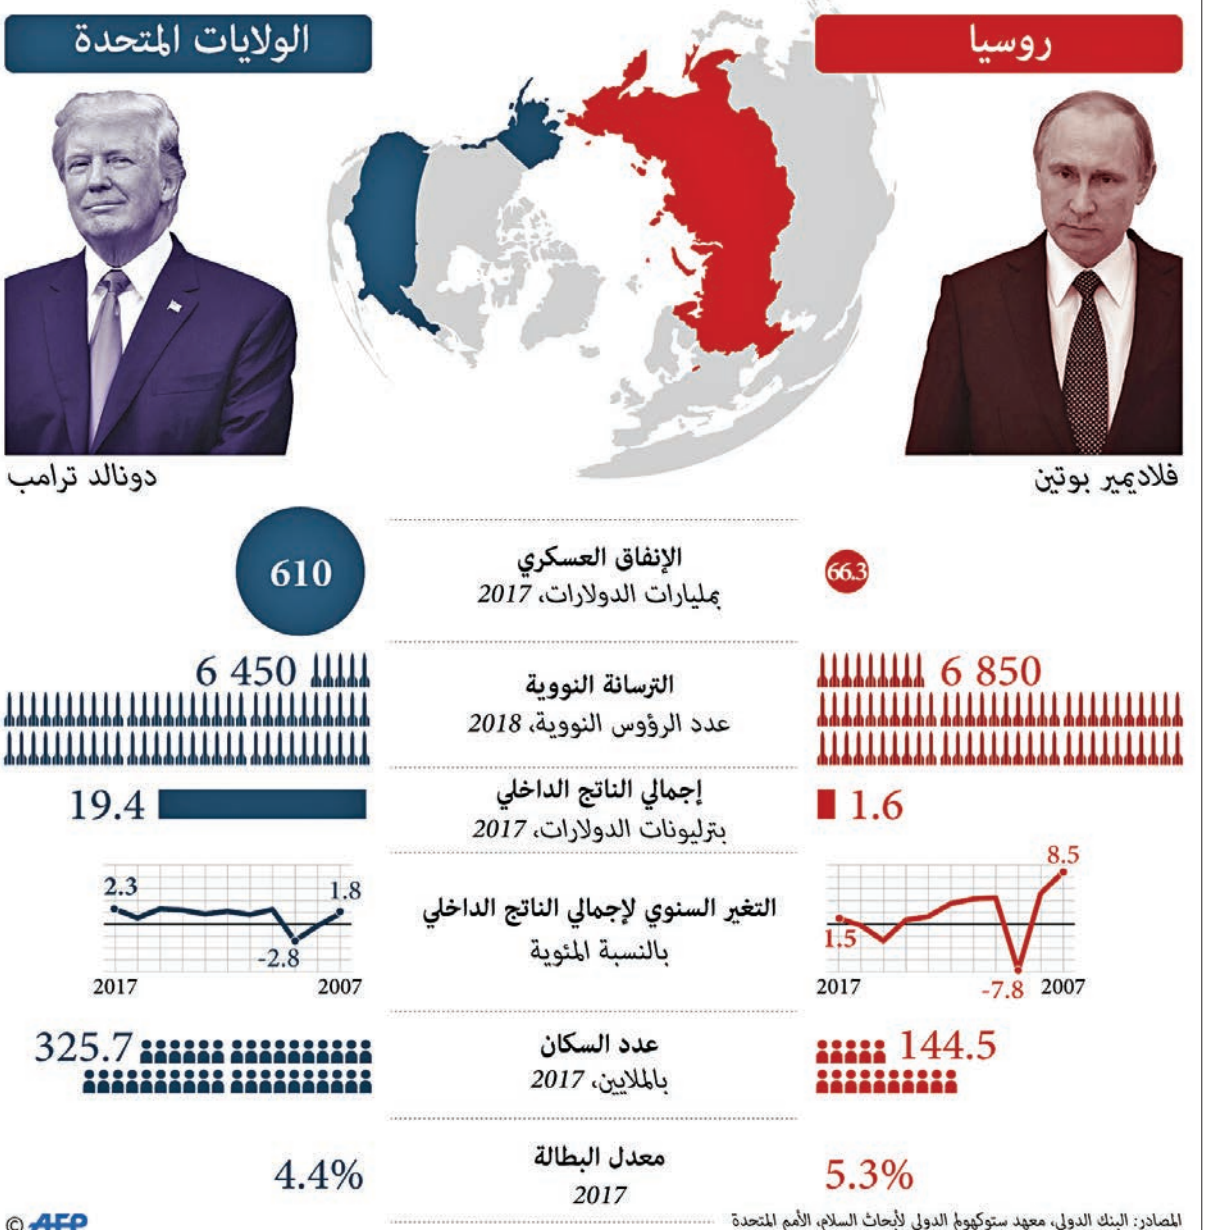 روسيا
الولايات المتحدة
فلاديمير بوتين
دونالد ترامب
الإنفاق العسكري
بمليارات الدولارات، 2017
66.3
610
الترسانة النووية
عدد الرؤوس النووية، 2018
6 850
6 450
إجمالي الناتج الداخلي
بتريليونات الدولارات، 2017
1.6
19.4
التغير السنوي لإجمالي الناتج الداخلي
بالنسبة المئوية
8.5
1.5
-7.8
2007
2017
1.8
2.3
-2.8
2007
2017
عدد السكان
بالملايين، 2017
144.5
325.7
معدل البطالة
2017
5.3%
4.4%
المصادر: البنك الدولي، معهد ستوكهولم الدولي لأبحاث السلام، الأمم المتحدة
© AFP